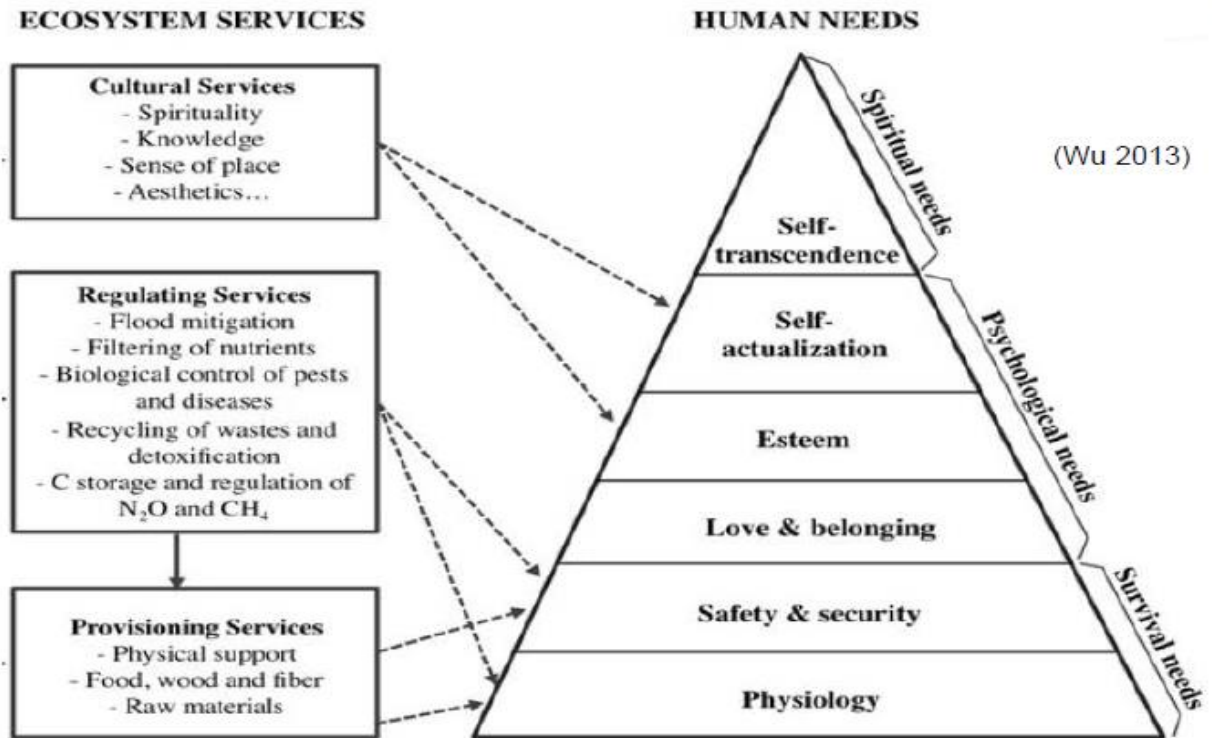 ECOSYSTEM SERVICES
Cultural Services
- Spirituality
- Knowledge
- Sense of place
- Aesthetics…
Regulating Services
- Flood mitigation
- Filtering of nutrients
- Biological control of pests
and diseases
- Recycling of wastes and
detoxification
- C storage and regulation of
N₂O and CH₄
Provisioning Services
- Physical support
- Food, wood and fiber
- Raw materials
HUMAN NEEDS
Self-
transcendence
Self-
actualization
Esteem
Love & belonging
Safety & security
Physiology
Spiritual needs
Psychological needs
Survival needs
(Wu 2013)